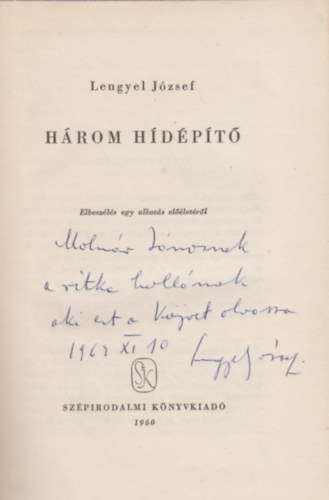 Lengyel József
HÁROM HÍDÉPÍTŐ
Elbeszélés egy alkotás előéletéről
Molnár Jánosnak
a ritka hollónak
aki ezt a könyvet olvassa
1962 XI 10 Lengyel József
SZK
SZÉPIRODALMI KÖNYVKIADÓ
1960